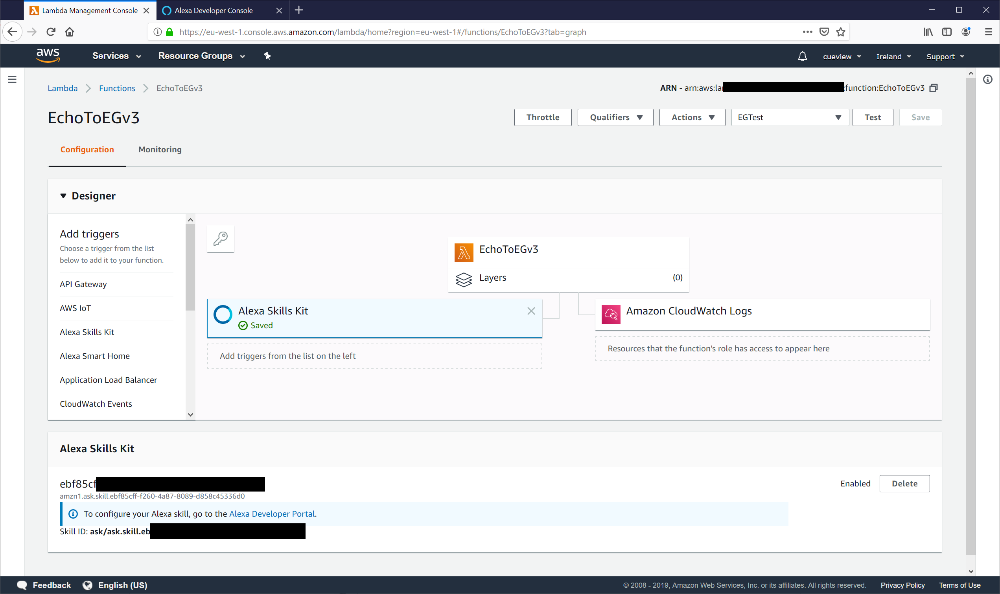 Lambda Management Console
Alexa Developer Console
https://eu-west-1.console.aws.amazon.com/lambda/home?region=eu-west-1#/functions/EchoToEGv3?tab=graph
aws
Services
Resource Groups
cueview
Ireland
Support
Lambda
Functions
EchoToEGv3
ARN - arn:aws:la
:function:EchoToEGv3
EchoToEGv3
Throttle
Qualifiers
Actions
EGTest
Test
Save
Configuration
Monitoring
Designer
Add triggers
Choose a trigger from the list
below to add it to your function.
API Gateway
AWS IoT
Alexa Skills Kit
Alexa Smart Home
Application Load Balancer
CloudWatch Events
EchoToEGv3
Layers
(0)
Alexa Skills Kit
Saved
Add triggers from the list on the left
Amazon CloudWatch Logs
Resources that the function's role has access to appear here
Alexa Skills Kit
ebf85cf
Enabled
Delete
amzn1.ask.skill.ebf85cff-f260-4a87-8089-d858c45336d0
To configure your Alexa skill, go to the Alexa Developer Portal.
Skill ID: ask/ask.skill.eb
Feedback
English (US)
© 2008 - 2019, Amazon Web Services, Inc. or its affiliates. All rights reserved.
Privacy Policy
Terms of Use